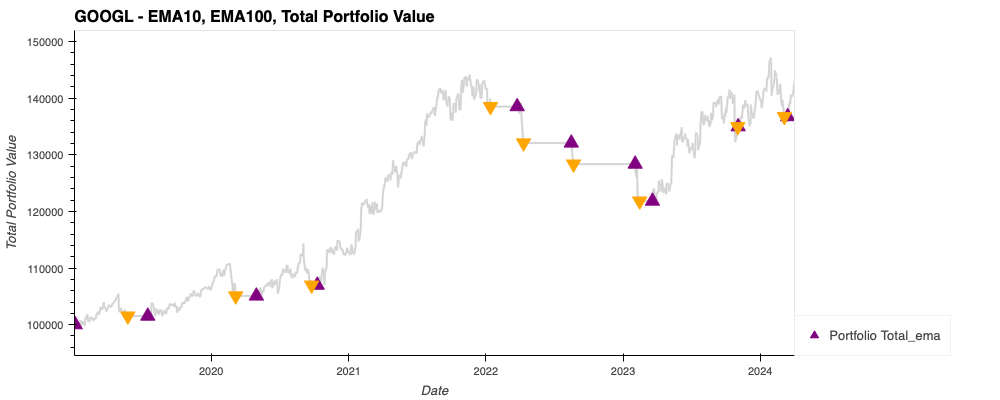 GOOGL - EMA10, EMA100, Total Portfolio Value
150000
140000
130000
120000
110000
100000
Total Portfolio Value
2020
2021
2022
2023
2024
Date
Portfolio Total_ema